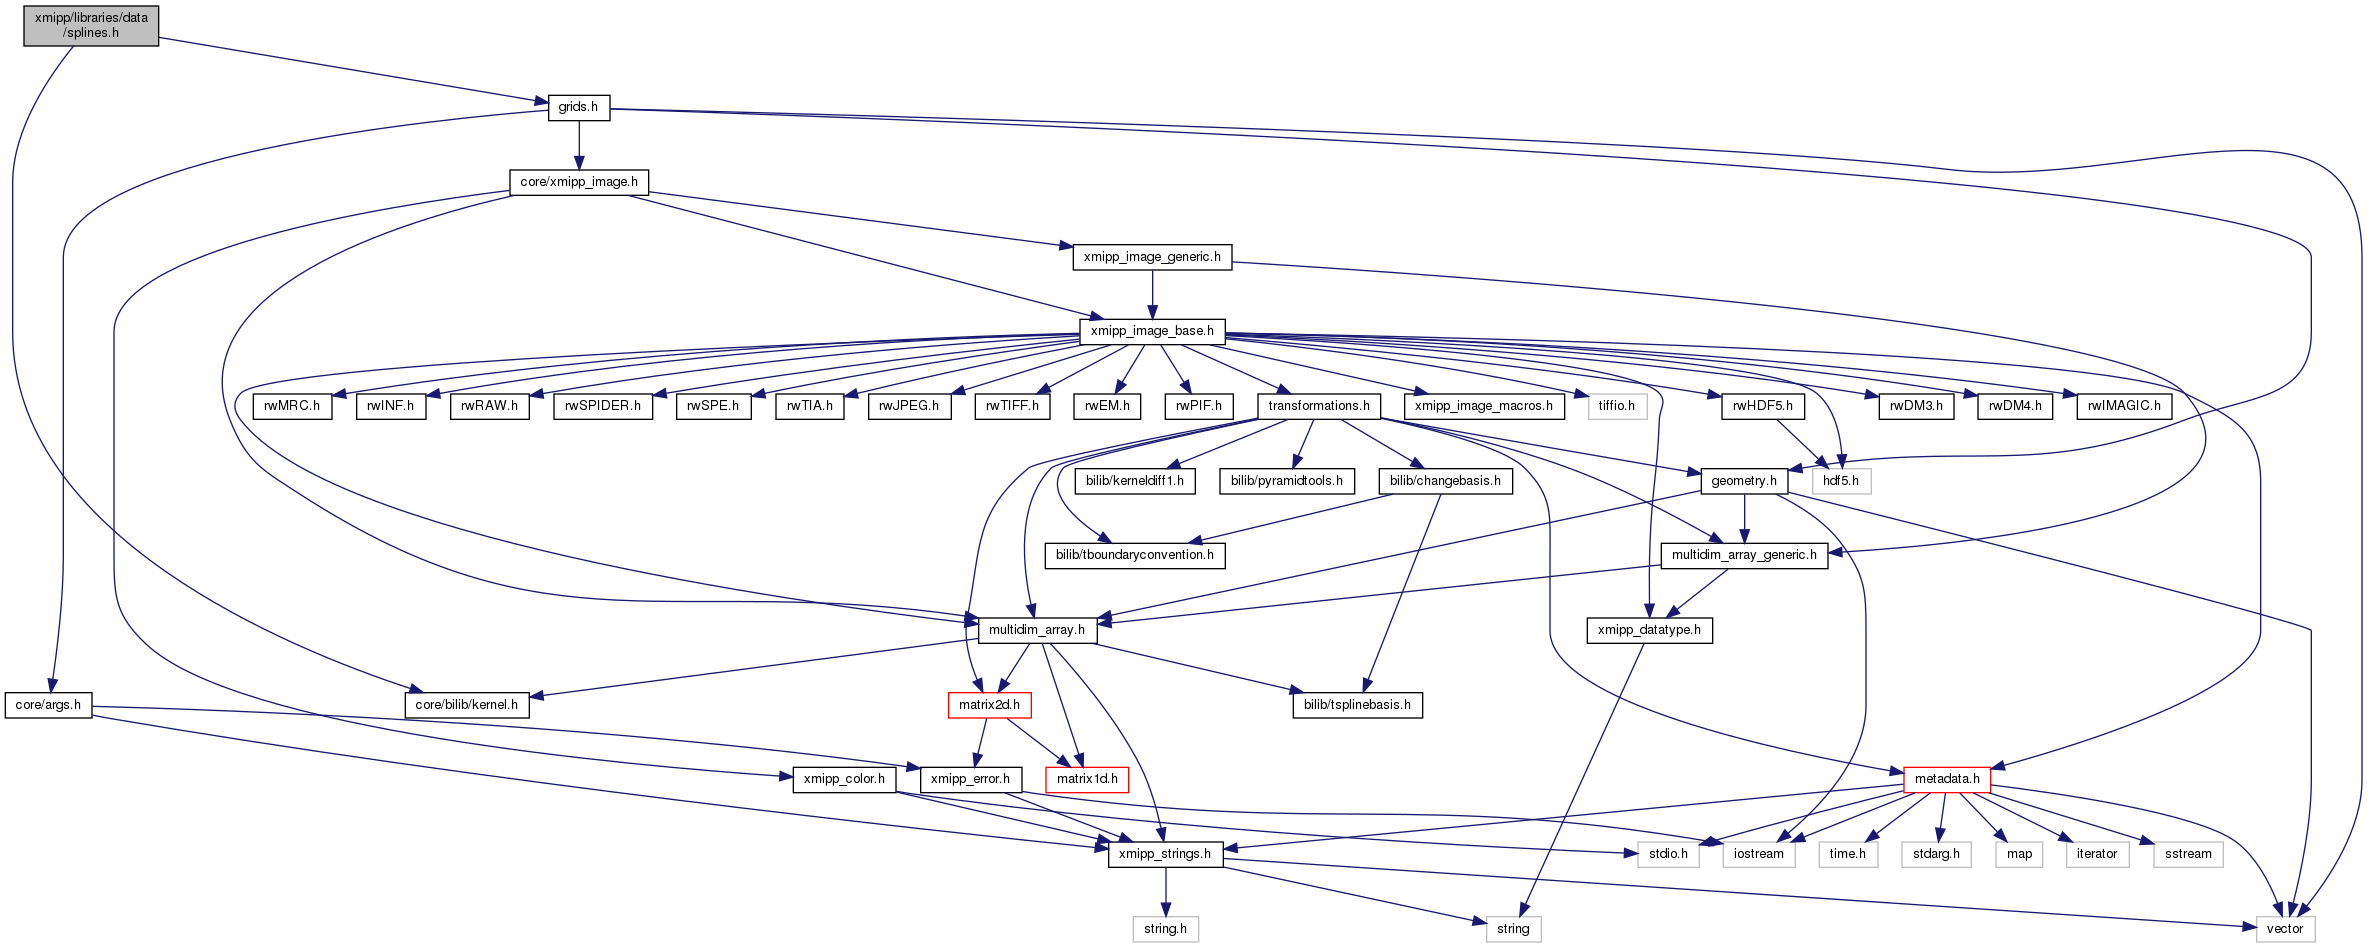 xmipp/libraries/data
/splines.h
grids.h
core/xmipp_image.h
xmipp_image_generic.h
xmipp_image_base.h
rwMRC.h
rwINF.h
rwRAW.h
rwSPIDER.h
rwSPE.h
rwTIA.h
rwJPEG.h
rwTIFF.h
rwEM.h
rwPIF.h
transformations.h
xmipp_image_macros.h
tiffio.h
rwHDF5.h
rwDM3.h
rwDM4.h
rwIMAGIC.h
bilib/kerneldiff1.h
bilib/pyramidtools.h
bilib/changebasis.h
geometry.h
hdf5.h
bilib/tboundaryconvention.h
multidim_array_generic.h
multidim_array.h
xmipp_datatype.h
core/args.h
core/bilib/kernel.h
matrix2d.h
bilib/tsplinebasis.h
xmipp_color.h
xmipp_error.h
matrix1d.h
metadata.h
xmipp_strings.h
stdio.h
iostream
time.h
stdarg.h
map
iterator
sstream
string.h
string
vector